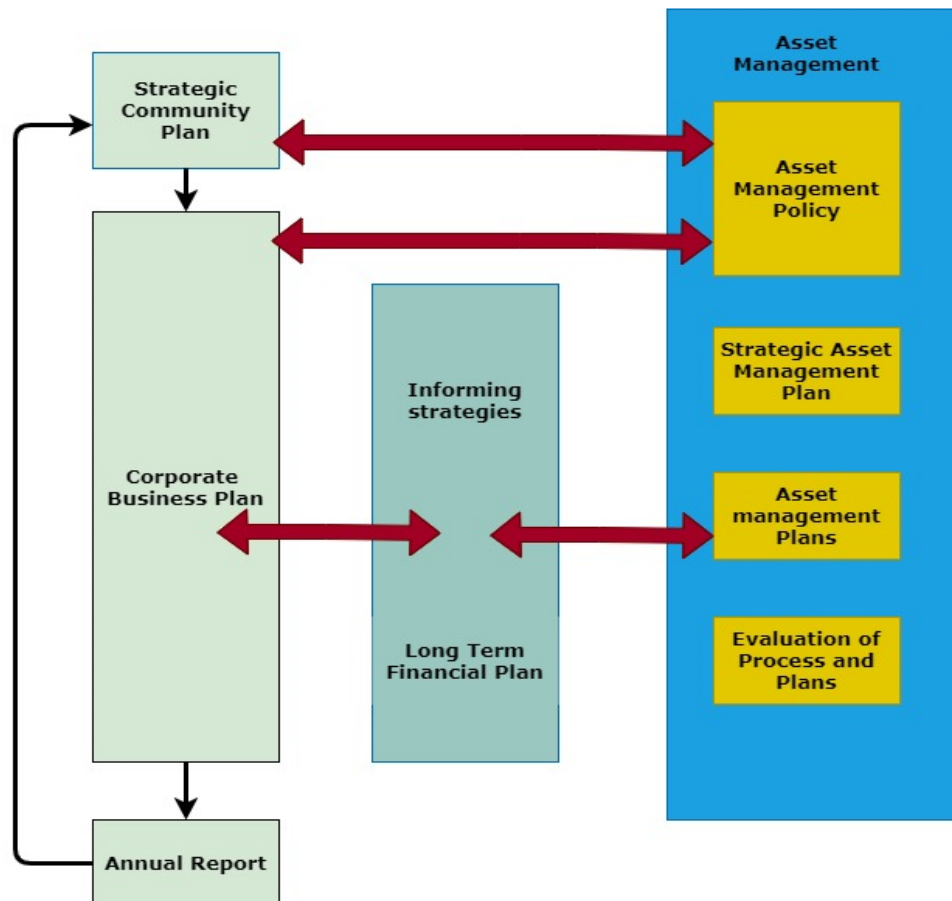 Strategic
Community
Plan
Corporate
Business Plan
Annual Report
Informing
strategies
Long Term
Financial Plan
Asset
Management
Asset
Management
Policy
Strategic Asset
Management
Plan
Asset
management
Plans
Evaluation of
Process and
Plans